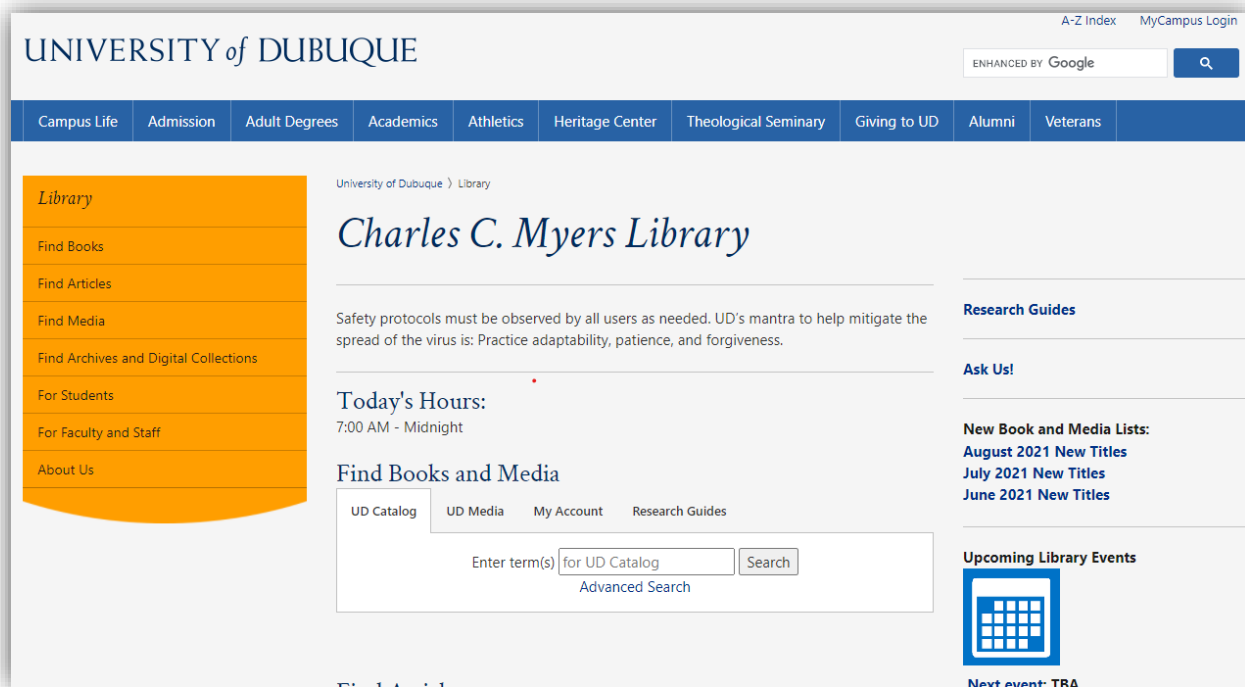 A-Z Index MyCampus Login
UNIVERSITY of DUBUQUE
ENHANCED BY Google
Campus Life Admission Adult Degrees Academics Athletics Heritage Center Theological Seminary Giving to UD Alumni Veterans
Library
Find Books
Find Articles
Find Media
Find Archives and Digital Collections
For Students
For Faculty and Staff
About Us
University of Dubuque 〉 Library
Charles C. Myers Library
Safety protocols must be observed by all users as needed. UD's mantra to help mitigate the
spread of the virus is: Practice adaptability, patience, and forgiveness.
Today's Hours:
7:00 AM - Midnight
Find Books and Media
UD Catalog UD Media My Account Research Guides
Enter term(s) for UD Catalog Search
Advanced Search
Research Guides
Ask Us!
New Book and Media Lists:
August 2021 New Titles
July 2021 New Titles
June 2021 New Titles
Upcoming Library Events
Next event: TBA